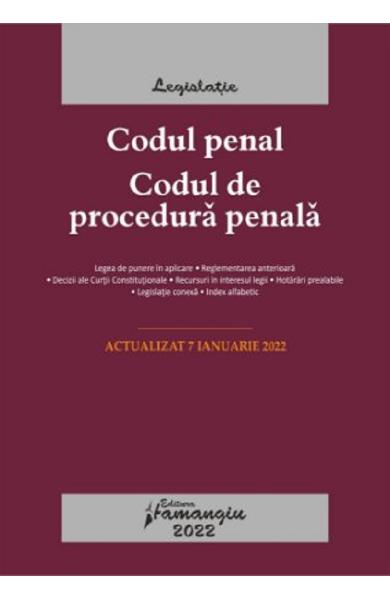 Legislație
Codul penal
Codul de
procedură penală
Legea de punere în aplicare • Reglementarea anterioară
• Decizii ale Curții Constituționale • Recursuri în interesul legii • Hotărâri prealabile
• Legislație conexă • Index alfabetic
ACTUALIZAT 7 IANUARIE 2022
Editura
Hamangiu
2022